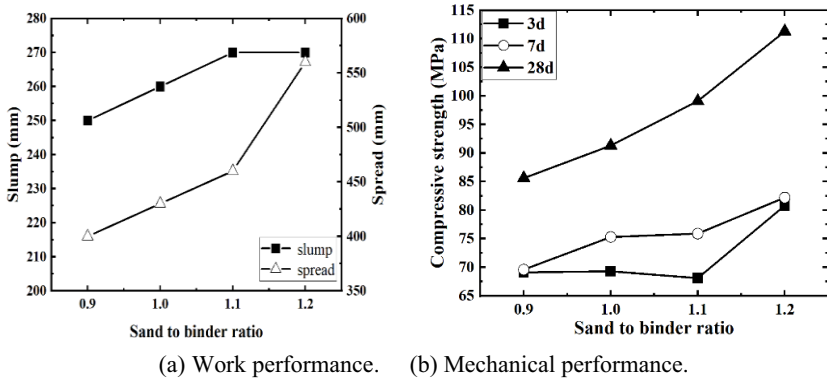 270
260
250
240
230
220
210
200
Slump (mm)
600
550
500
450
400
350
Spread (mm)
slump
spread
0.9 1.0 1.1 1.2
Sand to binder ratio
115
110
105
100
95
90
85
80
75
70
65
Compressive strength (MPa)
3d
7d
28d
0.9 1.0 1.1 1.2
Sand to binder ratio
(a) Work performance. (b) Mechanical performance.